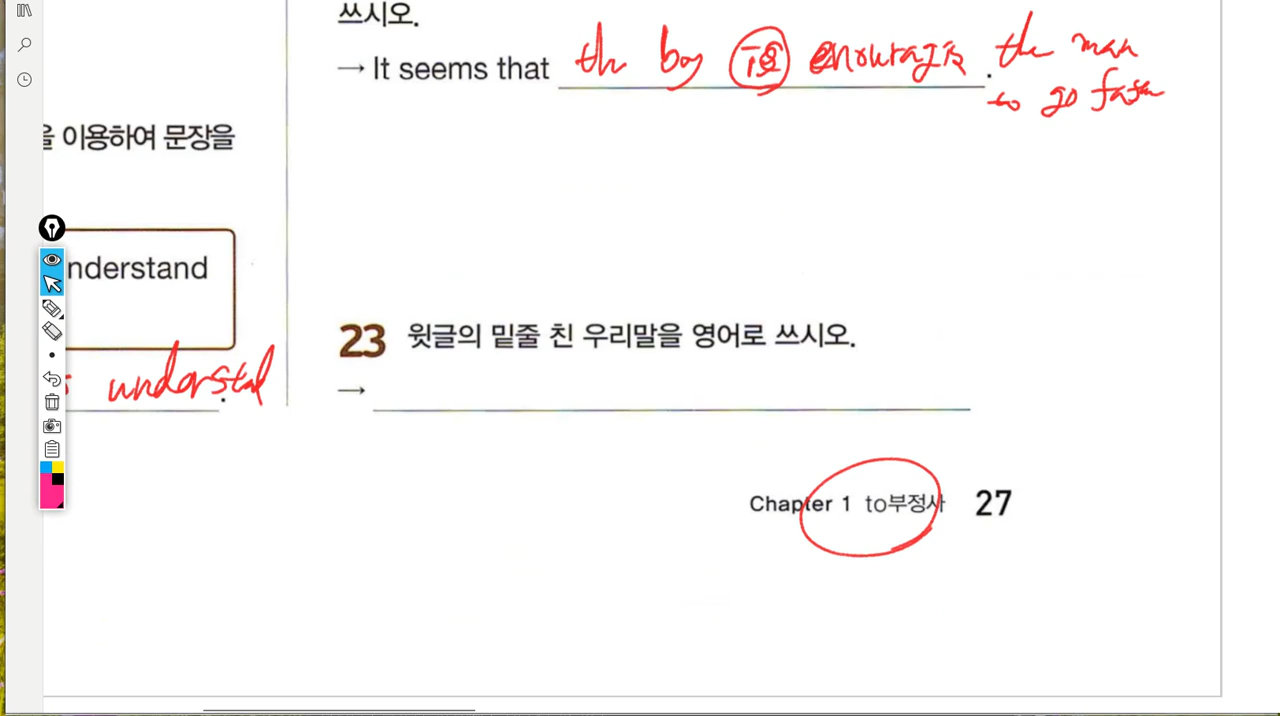 쓰시오.
→ It seems that the boy is encouraging the man
to go faster
을 이용하여 문장을
nderstand
23 윗글의 밑줄 친 우리말을 영어로 쓰시오.
→
understand.
Chapter 1 to부정사 27